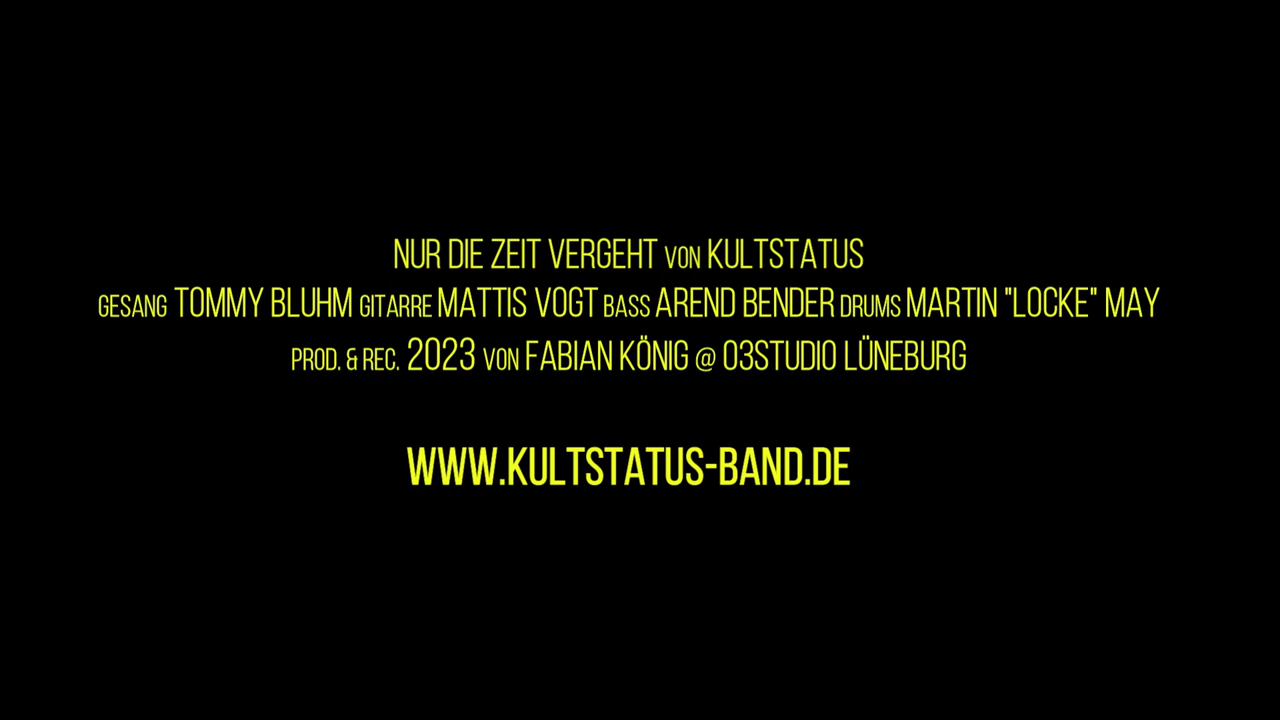 NUR DIE ZEIT VERGEHT VON KULTSTATUS
GESANG TOMMY BLUHM GITARRE MATTIS VOGT BASS AREND BENDER DRUMS MARTIN "LOCKE" MAY
PROD. & REC. 2023 VON FABIAN KÖNIG @ O3STUDIO LÜNEBURG
WWW.KULTSTATUS-BAND.DE